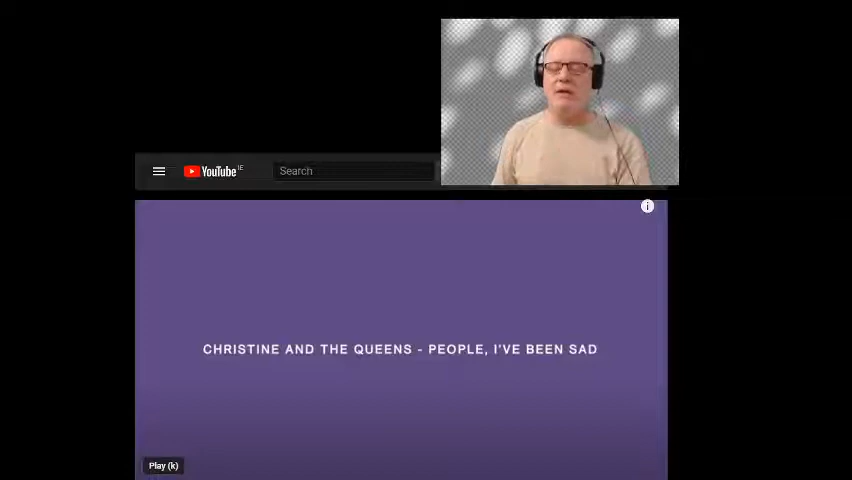 YouTube IE
Search
CHRISTINE AND THE QUEENS - PEOPLE, I'VE BEEN SAD
Play (k)